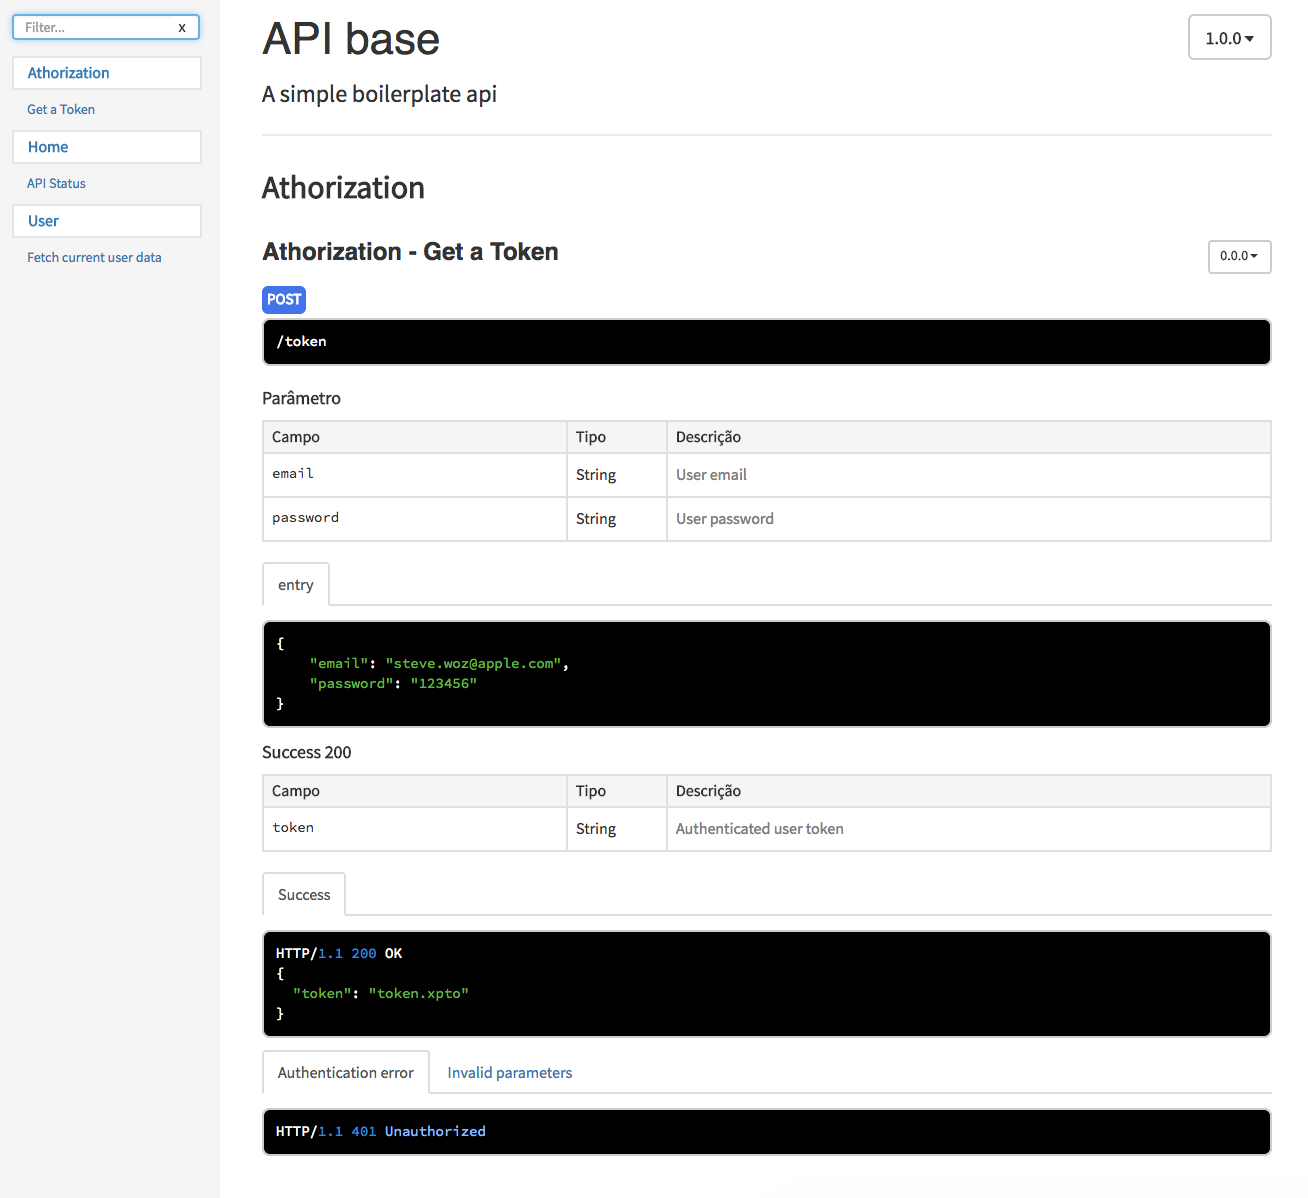 Filter... x
Athorization
Get a Token
Home
API Status
User
Fetch current user data
API base
1.0.0
A simple boilerplate api
Athorization
Athorization - Get a Token
0.0.0
POST
/token
Parâmetro
Campo Tipo Descrição
email String User email
password String User password
entry
{
"email": "steve.woz@apple.com",
"password": "123456"
}
Success 200
Campo Tipo Descrição
token String Authenticated user token
Success
HTTP/1.1 200 OK
{
"token": "token.xpto"
}
Authentication error Invalid parameters
HTTP/1.1 401 Unauthorized